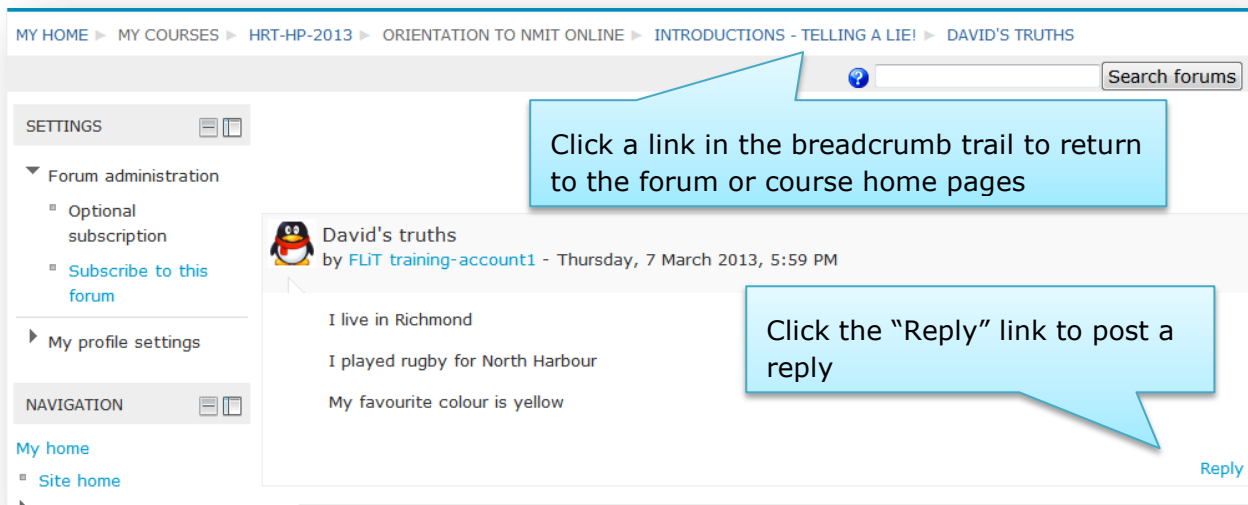 MY HOME ► MY COURSES ► HRT-HP-2013 ► ORIENTATION TO NMIT ONLINE ► INTRODUCTIONS - TELLING A LIE! ► DAVID'S TRUTHS
? Search forums
Click a link in the breadcrumb trail to return
to the forum or course home pages
SETTINGS
Forum administration
Optional
subscription
Subscribe to this
forum
My profile settings
NAVIGATION
My home
Site home
David's truths
by FLiT training-account1 - Thursday, 7 March 2013, 5:59 PM
I live in Richmond
I played rugby for North Harbour
My favourite colour is yellow
Click the “Reply” link to post a
reply
Reply